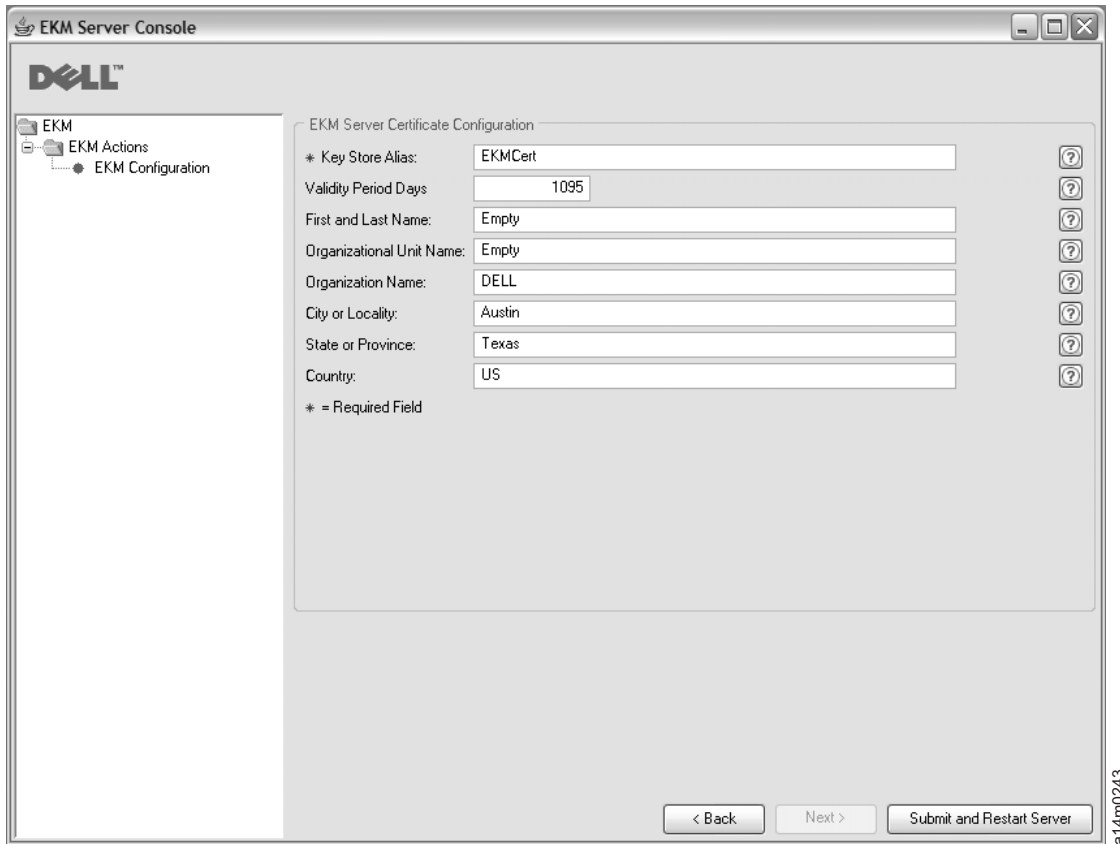 EKM Server Console
DELL™
EKM
EKM Actions
EKM Configuration
EKM Server Certificate Configuration
* Key Store Alias: EKMCert ?
Validity Period Days 1095 ?
First and Last Name: Empty ?
Organizational Unit Name: Empty ?
Organization Name: DELL ?
City or Locality: Austin ?
State or Province: Texas ?
Country: US ?
* = Required Field
< Back Next > Submit and Restart Server
a14m0243